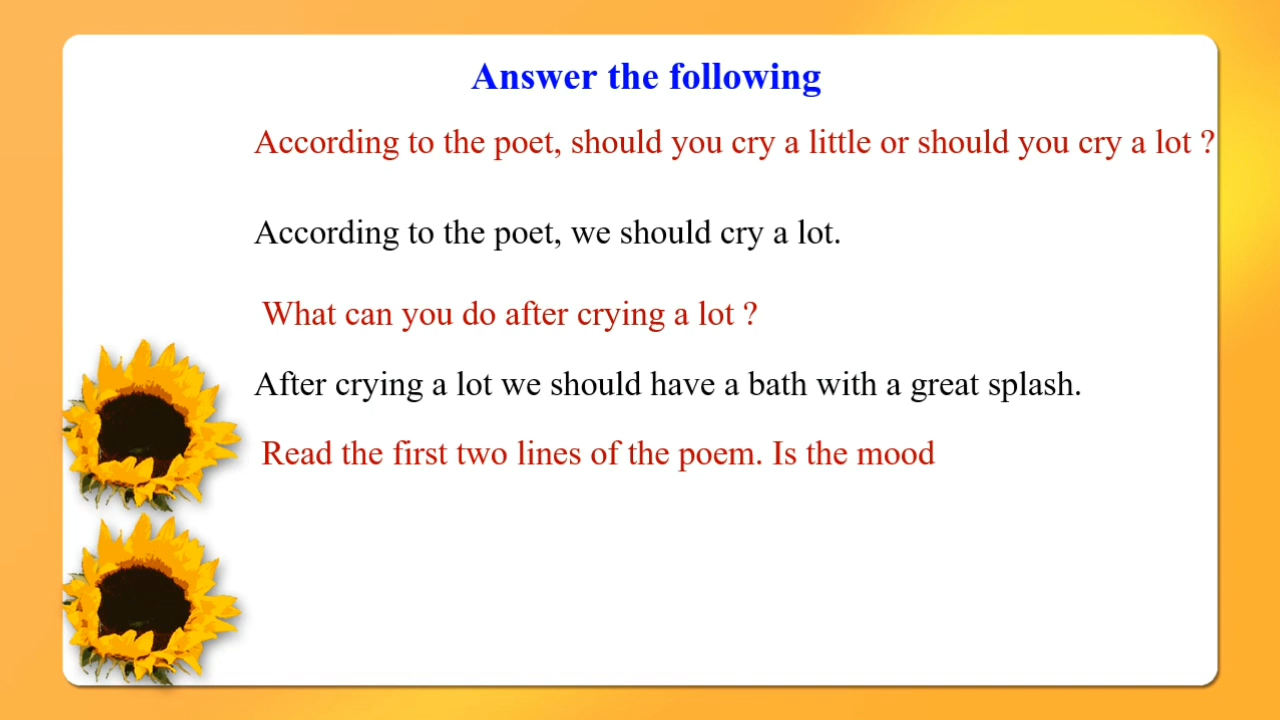 Answer the following
According to the poet, should you cry a little or should you cry a lot ?
According to the poet, we should cry a lot.
What can you do after crying a lot ?
After crying a lot we should have a bath with a great splash.
Read the first two lines of the poem. Is the mood